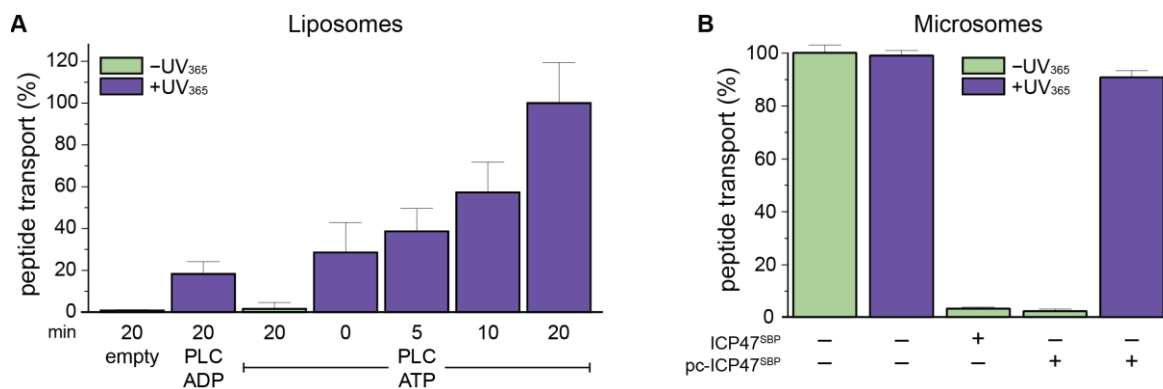 A
Liposomes
peptide transport (%)
120
100
80
60
40
20
0
−UV365
+UV365
min 20 20 20 0 5 10 20
empty PLC PLC
ADP ATP
B
Microsomes
peptide transport (%)
100
80
60
40
20
0
−UV365
+UV365
ICP47SBP − − + − −
pc-ICP47SBP − − − + +